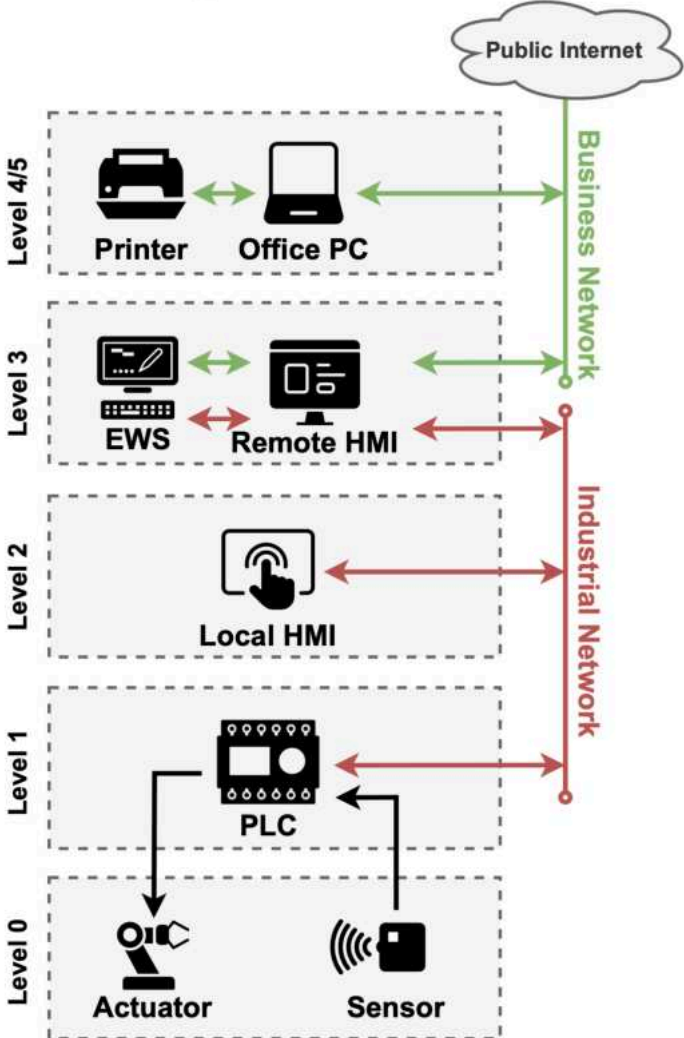 Public Internet
Level 4/5
Printer
Office PC
Business Network
Level 3
EWS
Remote HMI
Level 2
Local HMI
Industrial Network
Level 1
PLC
Level 0
Actuator
Sensor